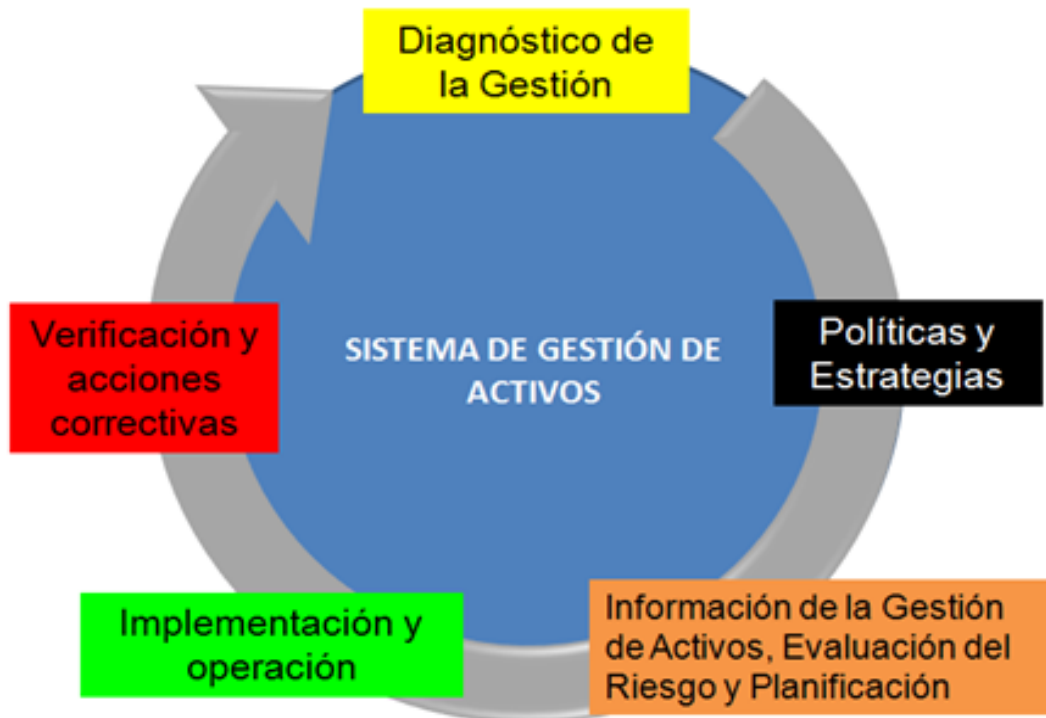 Diagnóstico de
la Gestión
Políticas y
Estrategias
Información de la Gestión
de Activos, Evaluación del
Riesgo y Planificación
Implementación y
operación
Verificación y
acciones
correctivas
SISTEMA DE GESTIÓN DE
ACTIVOS